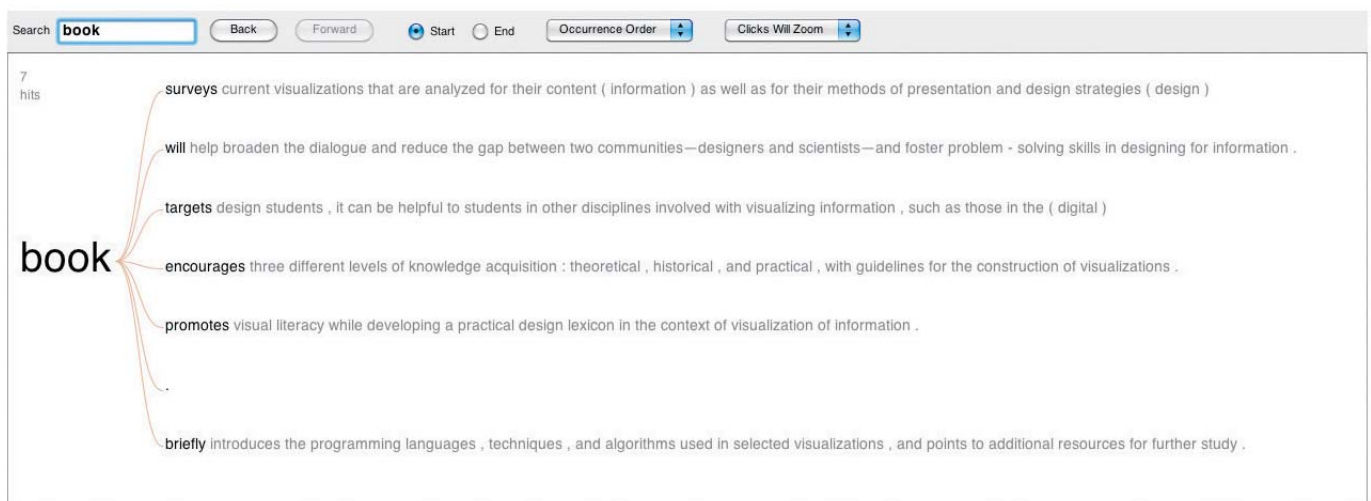 Search book Back Forward Start End Occurrence Order Clicks Will Zoom
7
hits
surveys current visualizations that are analyzed for their content ( information ) as well as for their methods of presentation and design strategies ( design )
will help broaden the dialogue and reduce the gap between two communities—designers and scientists—and foster problem - solving skills in designing for information .
targets design students , it can be helpful to students in other disciplines involved with visualizing information , such as those in the ( digital )
book
encourages three different levels of knowledge acquisition : theoretical , historical , and practical , with guidelines for the construction of visualizations .
promotes visual literacy while developing a practical design lexicon in the context of visualization of information .
.
briefly introduces the programming languages , techniques , and algorithms used in selected visualizations , and points to additional resources for further study .